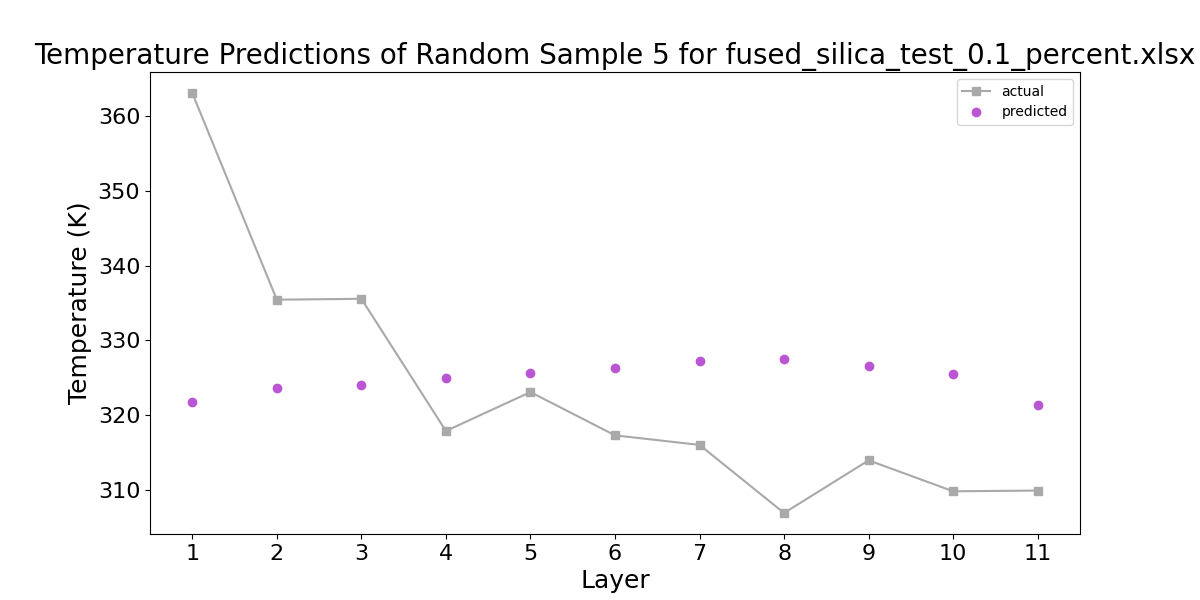 Temperature Predictions of Random Sample 5 for fused_silica_test_0.1_percent.xlsx
actual
predicted
Temperature (K)
360
350
340
330
320
310
1 2 3 4 5 6 7 8 9 10 11
Layer